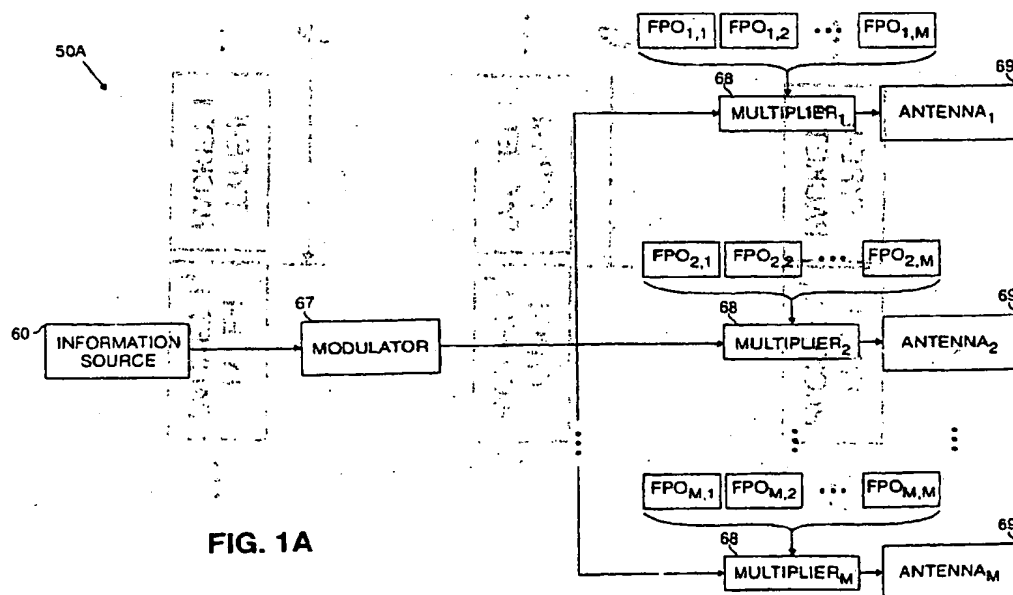 50A
FPO1,1 FPO1,2 ••• FPO1,M
68
69
MULTIPLIER1
ANTENNA1
FPO2,1 FPO2,2 ••• FPO2,M
60
67
68
69
INFORMATION
SOURCE
MODULATOR
MULTIPLIER2
ANTENNA2
FPOM,1 FPOM,2 ••• FPOM,M
FIG. 1A
68
69
MULTIPLIERM
ANTENNAM